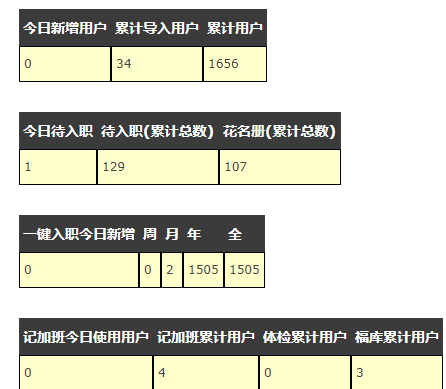 今日新增用户 累计导入用户 累计用户
0 34 1656
今日待入职 待入职(累计总数) 花名册(累计总数)
1 129 107
一键入职今日新增 周 月 年 全
0 0 2 1505 1505
记加班今日使用用户 记加班累计用户 体检累计用户 福库累计用户
0 4 0 3